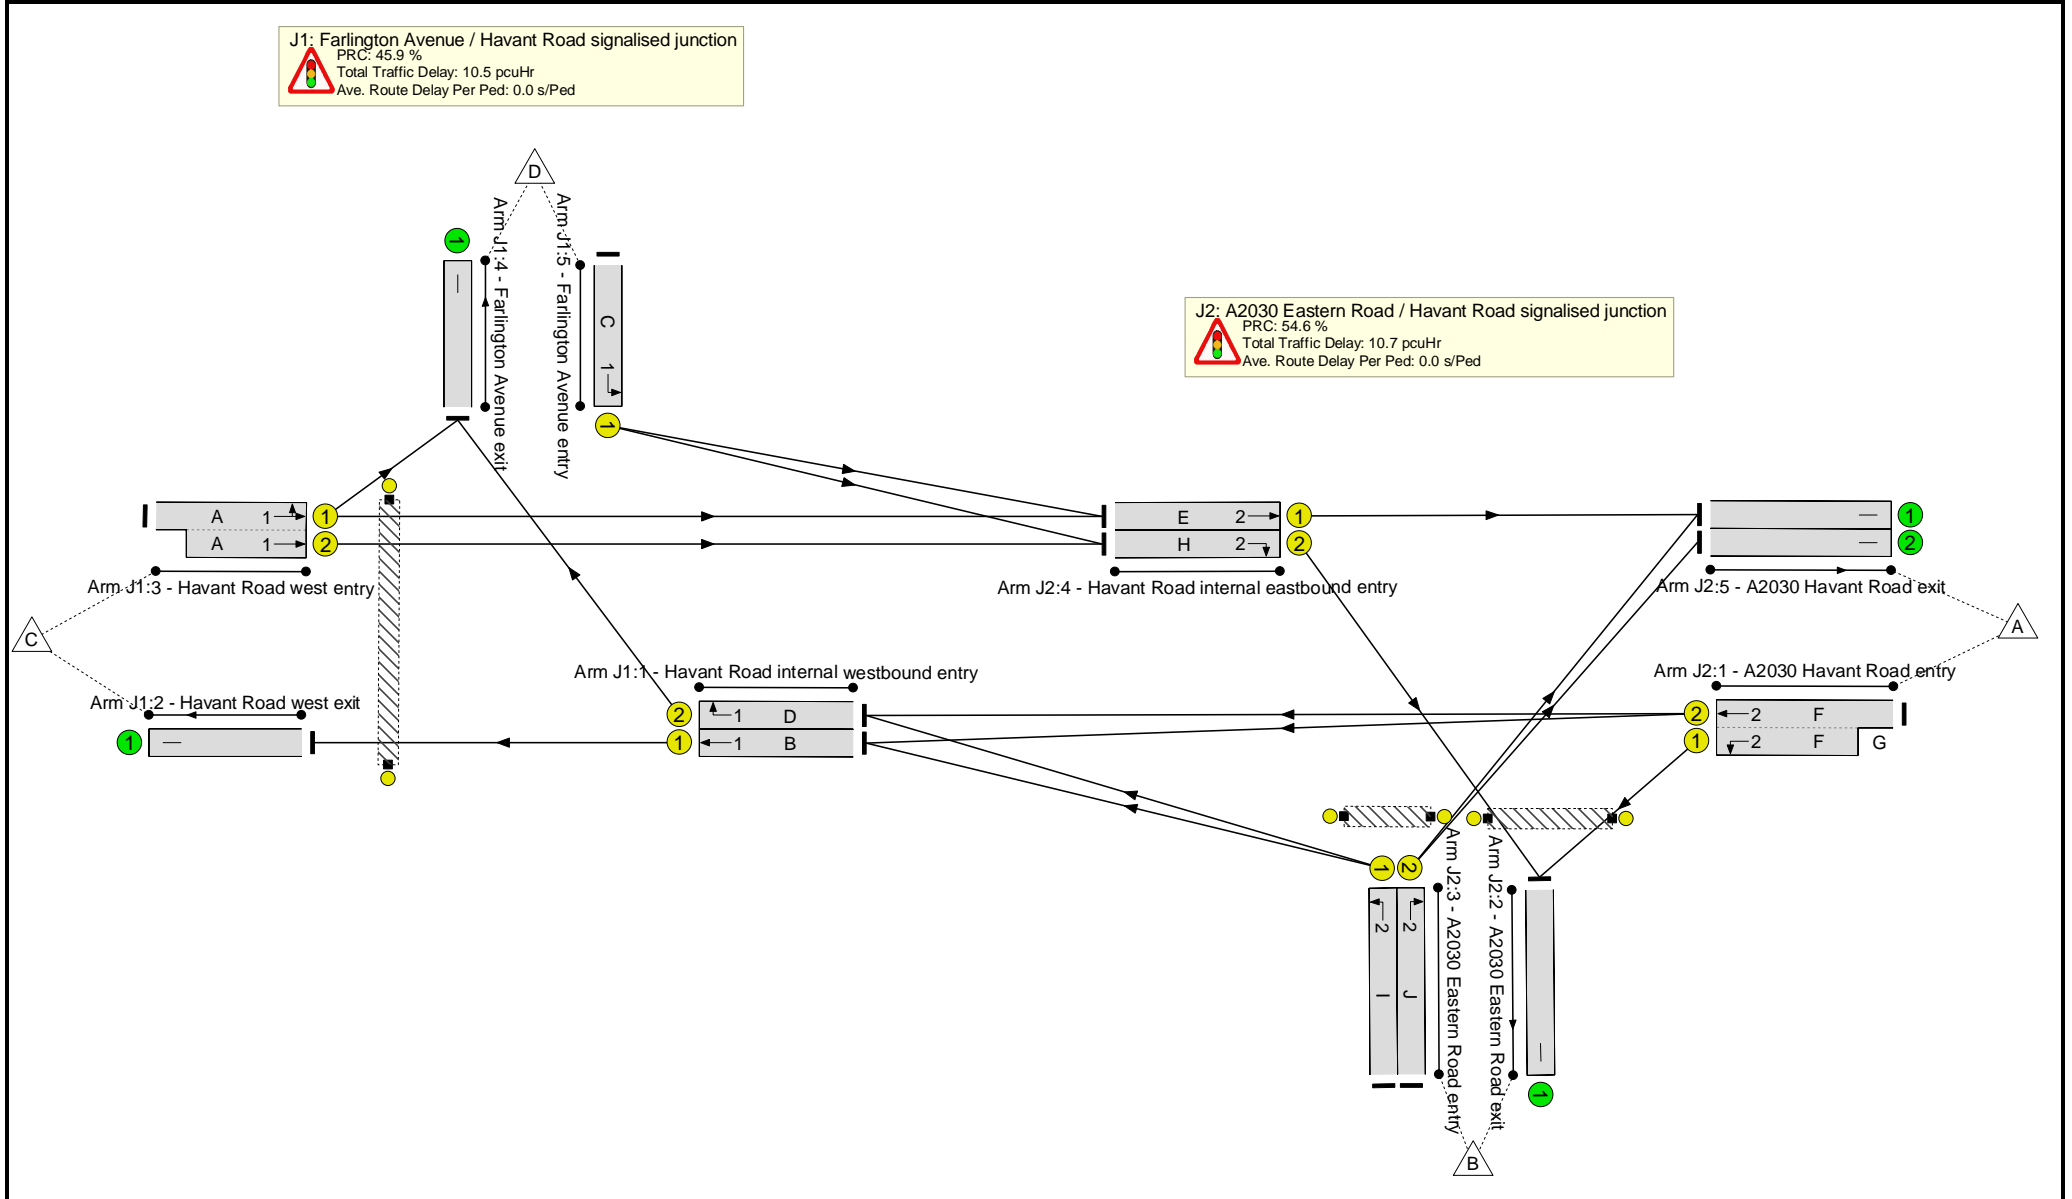 J1: Farlington Avenue / Havant Road signalised junction
PRC: 45.9 %
Total Traffic Delay: 10.5 pcuHr
Ave. Route Delay Per Ped: 0.0 s/Ped
D
Arm J1:4 - Farlington Avenue exit
Arm J1:5 - Farlington Avenue entry
1
C 1
1
J2: A2030 Eastern Road / Havant Road signalised junction
PRC: 54.6 %
Total Traffic Delay: 10.7 pcuHr
Ave. Route Delay Per Ped: 0.0 s/Ped
A 1 1
A 1 2
Arm J1:3 - Havant Road west entry
E 2 1
H 2 2
Arm J2:4 - Havant Road internal eastbound entry
1
2
Arm J2:5 - A2030 Havant Road exit
C
A
Arm J1:1 - Havant Road internal westbound entry
Arm J2:1 - A2030 Havant Road entry
Arm J1:2 - Havant Road west exit
1
2 1 D
1 1 B
2 2 F
1 2 F G
1 2
2 2
I J
Arm J2:3 - A2030 Eastern Road entry
Arm J2:2 - A2030 Eastern Road exit
1
B